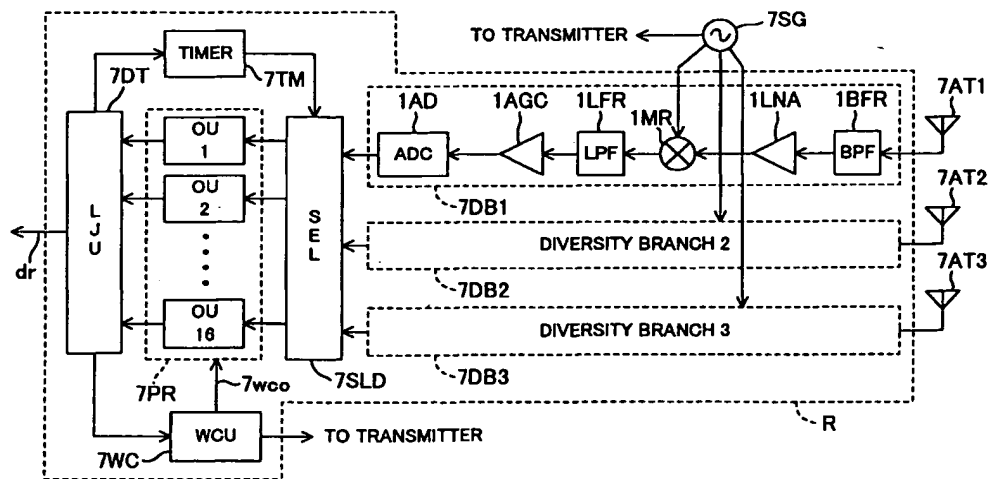 7SG
TO TRANSMITTER
7DT
TIMER
7TM
1AD
1AGC
1LFR
1MR
1LNA
1BFR
7AT1
OU
1
ADC
LPF
BPF
OU
2
7DB1
7AT2
LJU
SEL
DIVERSITY BRANCH 2
dr
7DB2
7AT3
OU
16
DIVERSITY BRANCH 3
7PR
7wco
7SLD
7DB3
WCU
TO TRANSMITTER
R
7WC